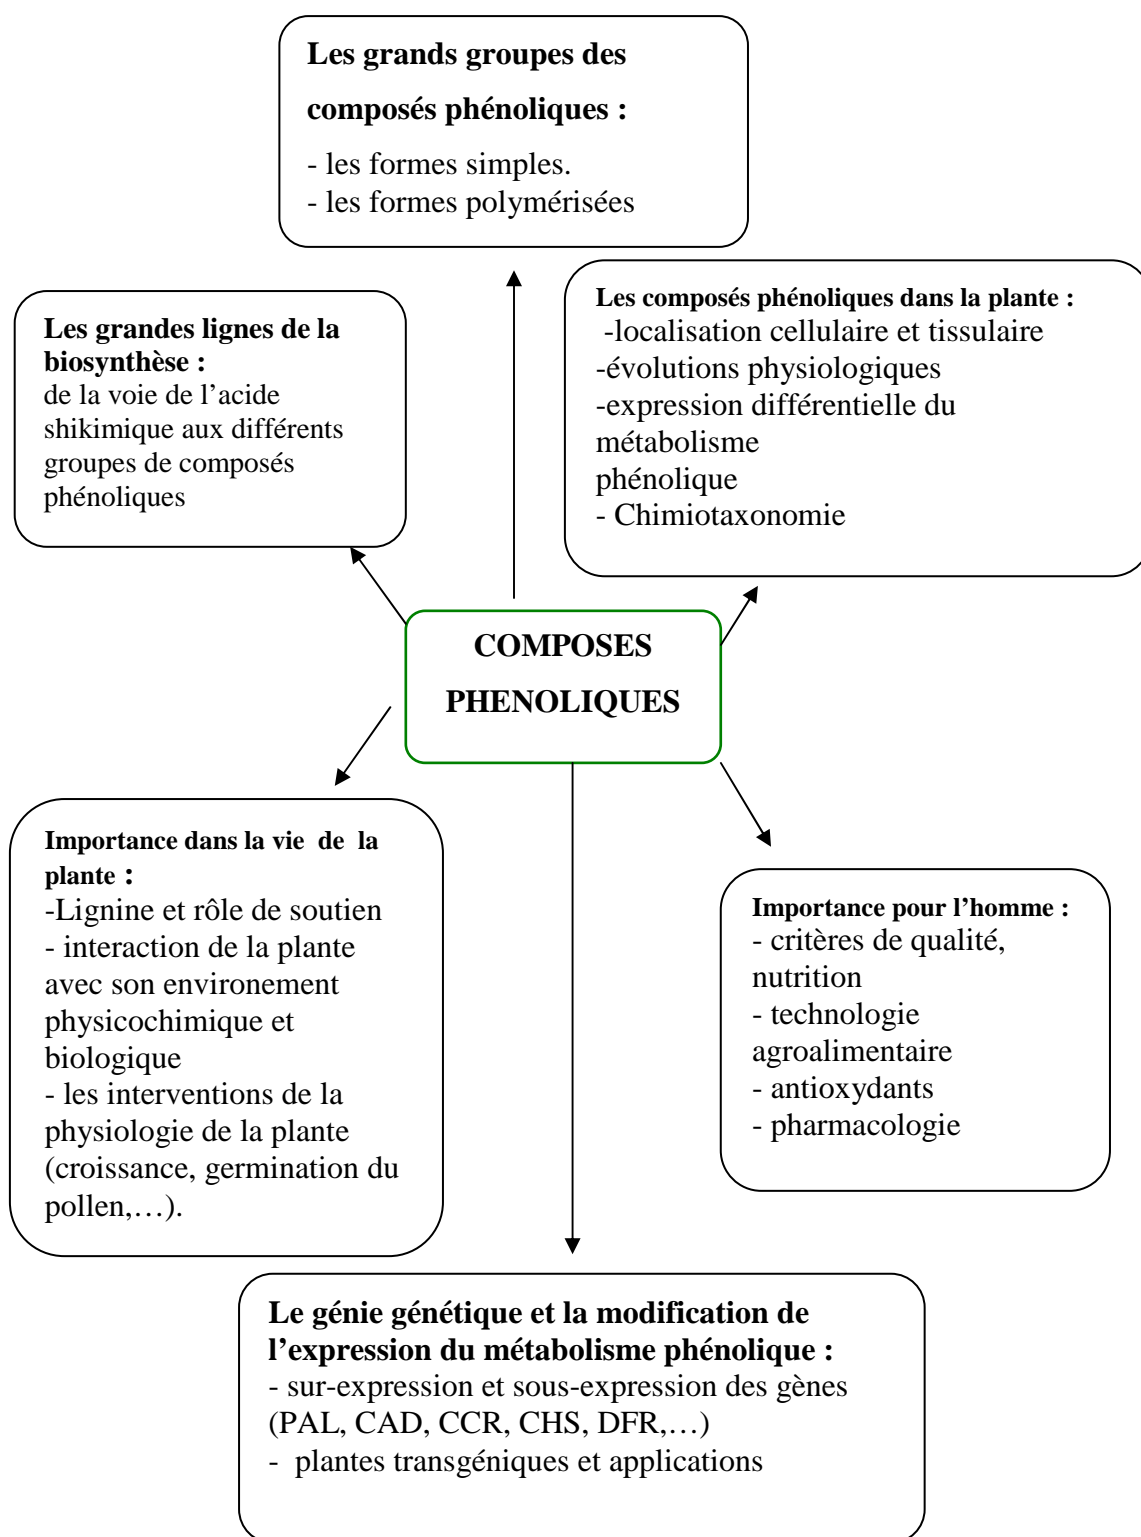 Les grands groupes des
composés phénoliques :
- les formes simples.
- les formes polymérisées
Les grandes lignes de la
biosynthèse :
de la voie de l’acide
shikimique aux différents
groupes de composés
phénoliques
Les composés phénoliques dans la plante :
-localisation cellulaire et tissulaire
-évolutions physiologiques
-expression différentielle du
métabolisme
phénolique
- Chimiotaxonomie
COMPOSES
PHENOLIQUES
Importance dans la vie de la
plante :
-Lignine et rôle de soutien
- interaction de la plante
avec son environement
physicochimique et
biologique
- les interventions de la
physiologie de la plante
(croissance, germination du
pollen,…).
Importance pour l’homme :
- critères de qualité,
nutrition
- technologie
agroalimentaire
- antioxydants
- pharmacologie
Le génie génétique et la modification de
l’expression du métabolisme phénolique :
- sur-expression et sous-expression des gènes
(PAL, CAD, CCR, CHS, DFR,…)
- plantes transgéniques et applications